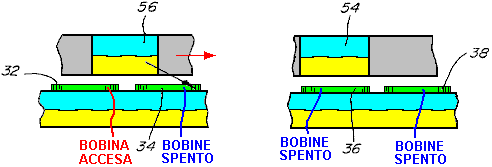 56
54
32
38
34
36
BOBINA
ACCESA
BOBINE
SPENTO
BOBINE
SPENTO
BOBINE
SPENTO